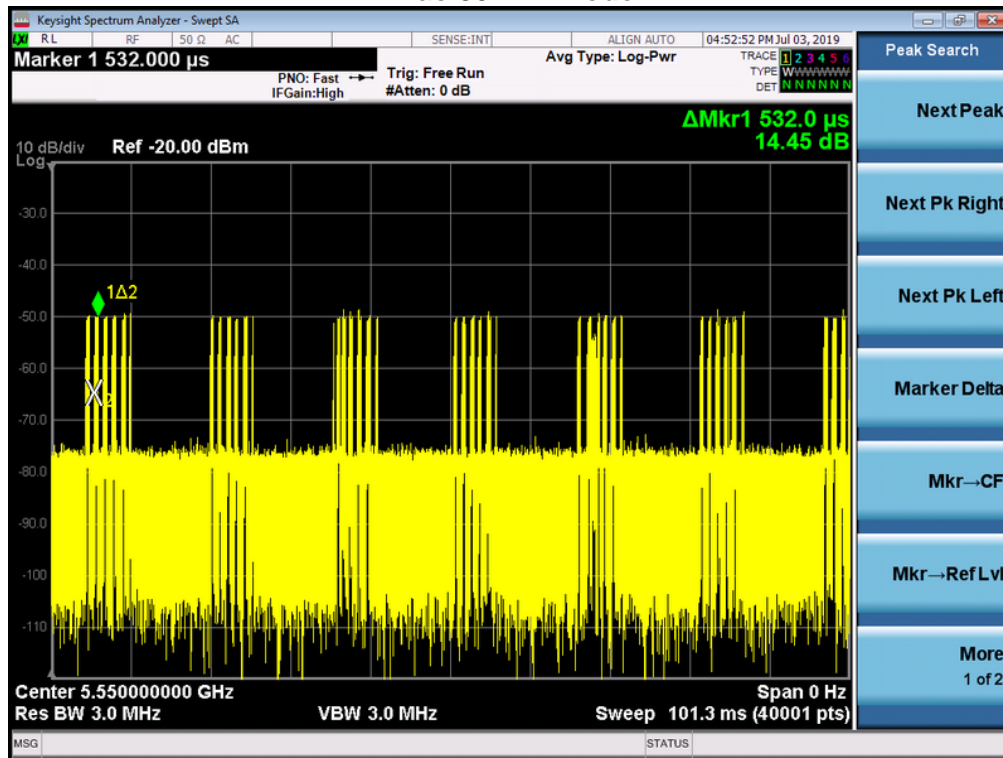 Keysight Spectrum Analyzer - Swept SA
LXI RL RF 50 Ω AC SENSE:INT ALIGN AUTO 04:52:52 PM Jul 03, 2019
Marker 1 532.000 µs
PNO: Fast
IFGain:High
Trig: Free Run
#Atten: 0 dB
Avg Type: Log-Pwr
TRACE 1 2 3 4 5 6
TYPE WWWWWW
DET N N N N N N
ΔMkr1 532.0 µs
14.45 dB
10 dB/div Ref -20.00 dBm
Log
-30.0
-40.0
1Δ2
-50.0
-60.0
2
-70.0
-80.0
-90.0
-100
-110
Center 5.550000000 GHz Span 0 Hz
Res BW 3.0 MHz VBW 3.0 MHz Sweep 101.3 ms (40001 pts)
MSG STATUS
Peak Search
Next Peak
Next Pk Right
Next Pk Left
Marker Delta
Mkr→CF
Mkr→Ref Lvl
More
1 of 2